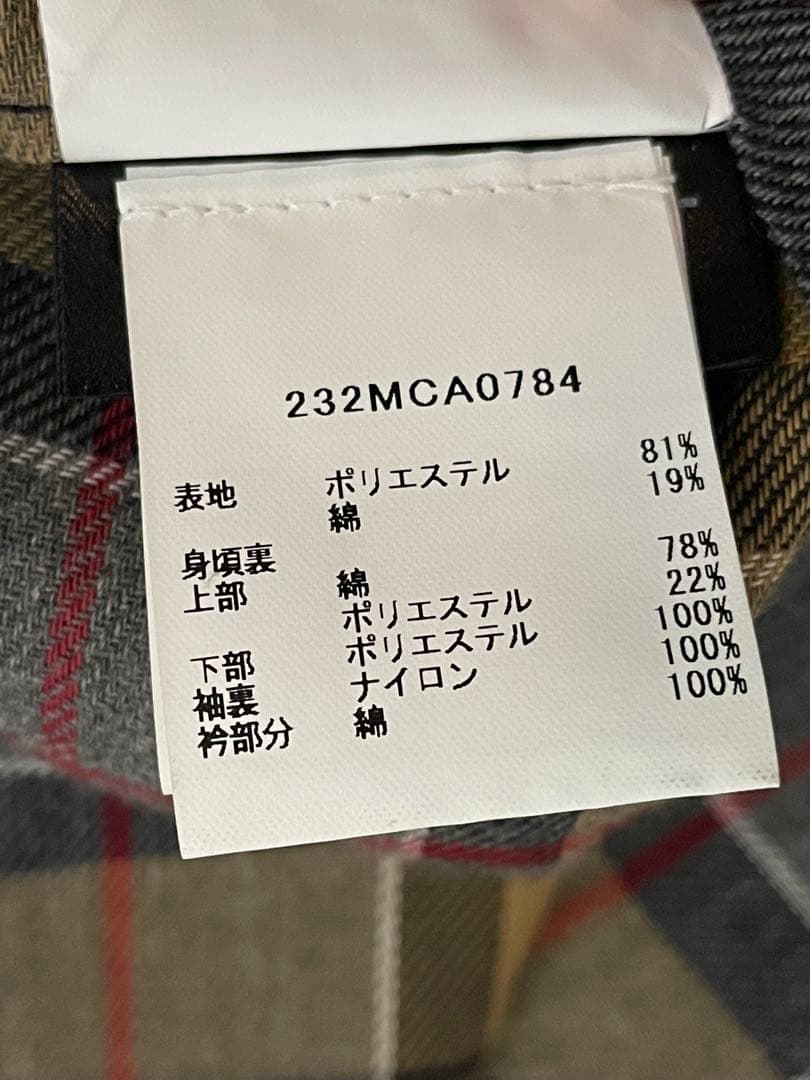 232MCA0784
表地 ポリエステル 81%
綿 19%
身頃裏
上部 綿 78%
ポリエステル 22%
下部 ポリエステル 100%
袖裏 ナイロン 100%
衿部分 綿 100%